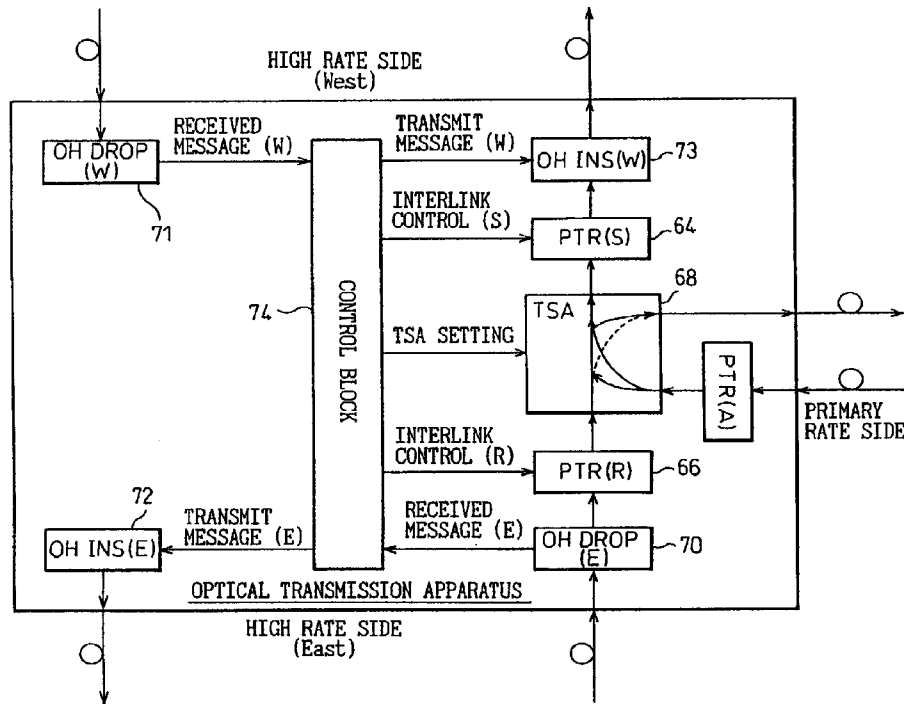 HIGH RATE SIDE
(West)
OH DROP
(W)
71
RECEIVED
MESSAGE (W)
TRANSMIT
MESSAGE (W)
OH INS(W)
73
INTERLINK
CONTROL (S)
PTR(S)
64
74
CONTROL BLOCK
TSA SETTING
TSA
68
PTR(A)
PRIMARY
RATE SIDE
INTERLINK
CONTROL (R)
PTR(R)
66
72
OH INS(E)
TRANSMIT
MESSAGE (E)
RECEIVED
MESSAGE (E)
OH DROP
(E)
70
OPTICAL TRANSMISSION APPARATUS
HIGH RATE SIDE
(East)